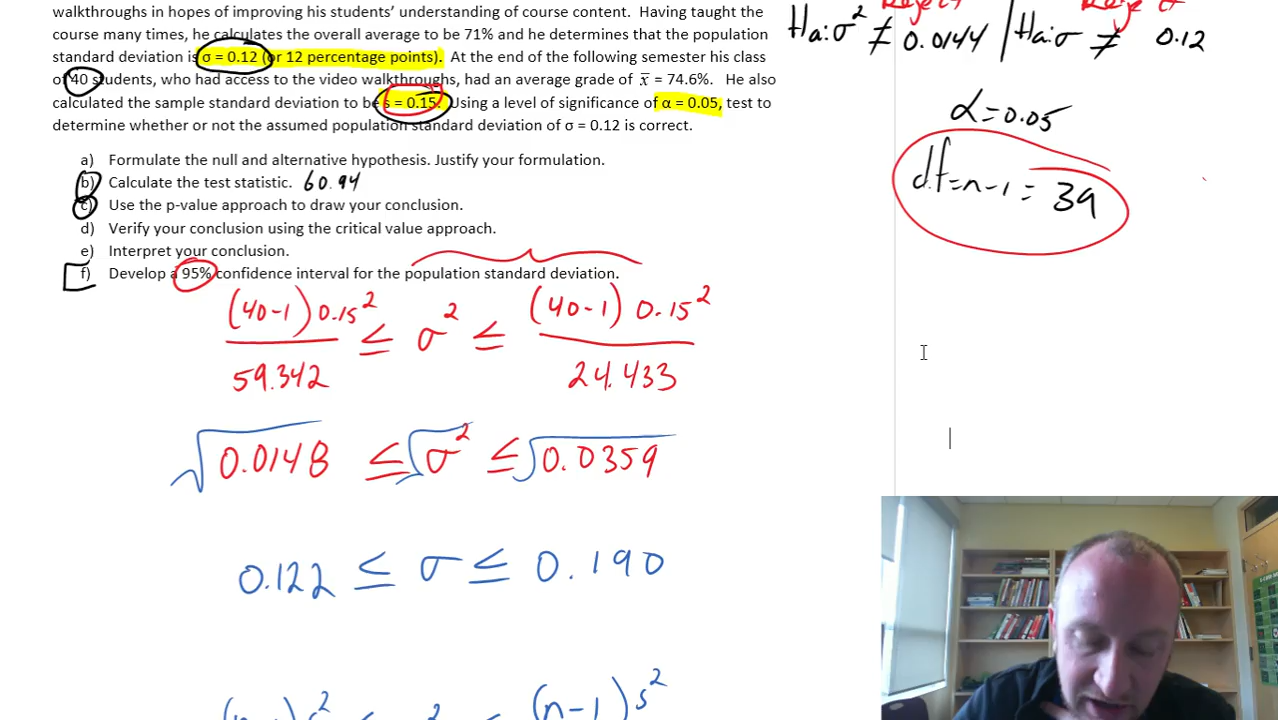 walkthroughs in hopes of improving his students' understanding of course content. Having taught the
course many times, he calculates the overall average to be 71% and he determines that the population
standard deviation is σ = 0.12 (or 12 percentage points). At the end of the following semester his class
of 40 students, who had access to the video walkthroughs, had an average grade of x̄ = 74.6%. He also
calculated the sample standard deviation to be s = 0.15. Using a level of significance of α = 0.05, test to
determine whether or not the assumed population standard deviation of σ = 0.12 is correct.
a) Formulate the null and alternative hypothesis. Justify your formulation.
b) Calculate the test statistic. 60.94
c) Use the p-value approach to draw your conclusion.
d) Verify your conclusion using the critical value approach.
e) Interpret your conclusion.
f) Develop a 95% confidence interval for the population standard deviation.
(40-1) 0.15² / 59.342 ≤ σ² ≤ (40-1) 0.15² / 24.433
√0.0148 ≤ √σ² ≤ √0.0359
0.122 ≤ σ ≤ 0.190
(n-1) s² ≤ σ² ≤ (n-1) s²
Ha: σ² ≠ 0.0144 | Ha: σ ≠ 0.12
α = 0.05
df = n-1 = 39